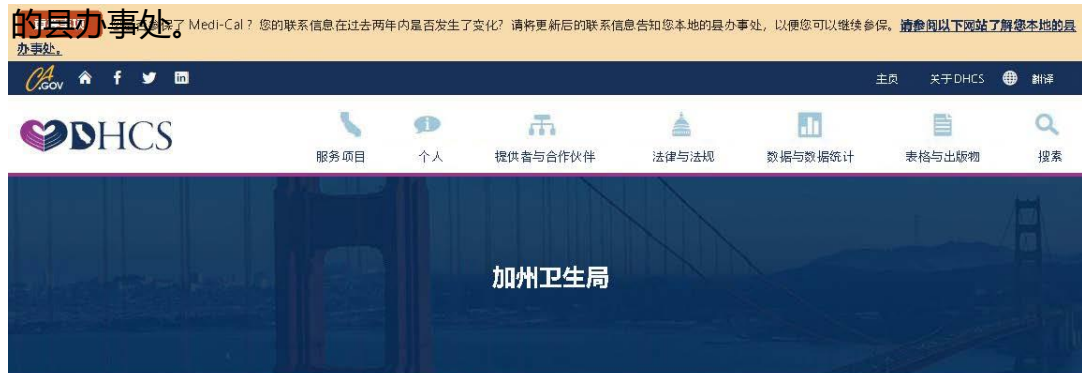 的县办事处。
保了 Medi-Cal？您的联系信息在过去两年内是否发生了变化？请将更新后的联系信息告知您本地的县办事处，以便您可以继续参保。请参阅以下网站了解您本地的县
办事处。
CA.GOV f in 主页 关于DHCS 翻译
DHCS
服务项目 个人 提供者与合作伙伴 法律与法规 数据与数据统计 表格与出版物 搜索
加州卫生局